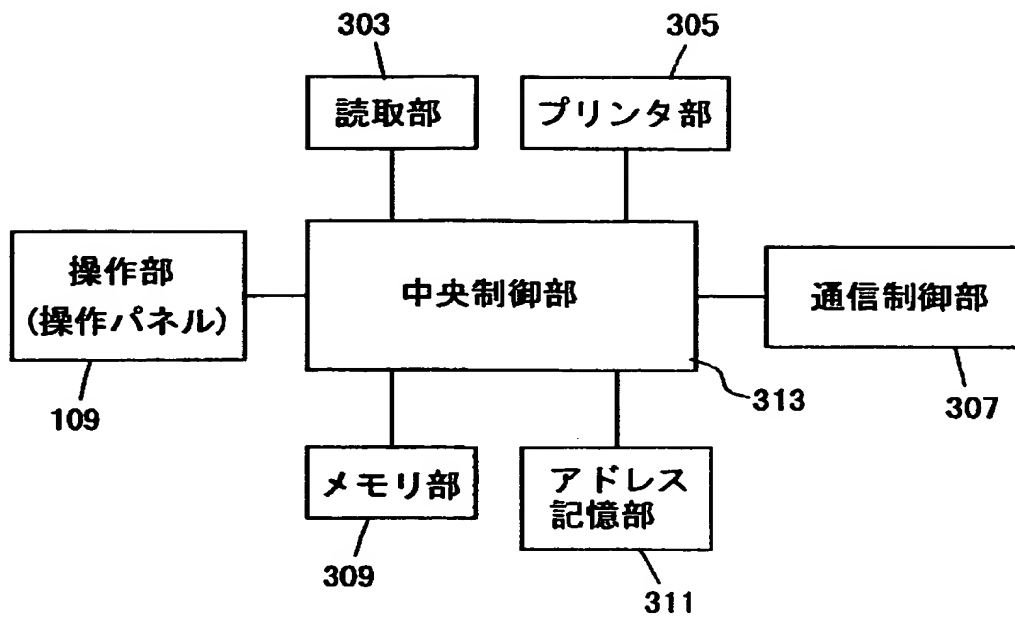 303
305
読取部
プリンタ部
操作部
(操作パネル)
中央制御部
通信制御部
109
313
307
メモリ部
アドレス
記憶部
309
311